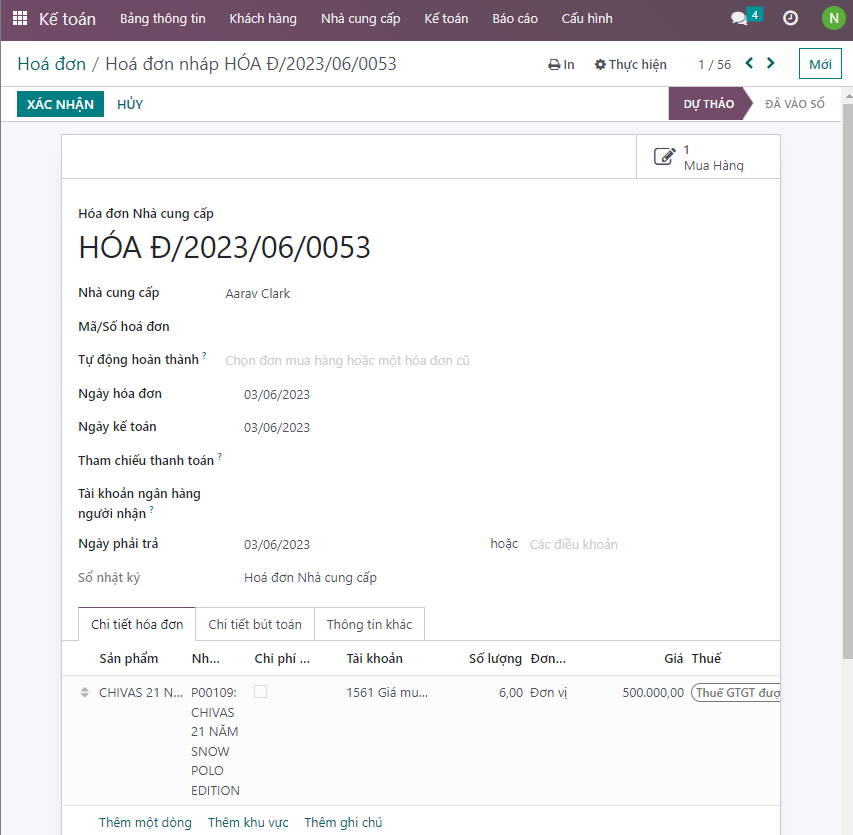 Kế toán Bảng thông tin Khách hàng Nhà cung cấp Kế toán Báo cáo Cấu hình 4 N
Hoá đơn / Hoá đơn nháp HÓA Đ/2023/06/0053 In Thực hiện 1 / 56 Mới
XÁC NHẬN HỦY DỰ THẢO ĐÃ VÀO SỔ
1
Mua Hàng
Hóa đơn Nhà cung cấp
HÓA Đ/2023/06/0053
Nhà cung cấp Aarav Clark
Mã/Số hoá đơn
Tự động hoàn thành ? Chọn đơn mua hàng hoặc một hóa đơn cũ
Ngày hóa đơn 03/06/2023
Ngày kế toán 03/06/2023
Tham chiếu thanh toán ?
Tài khoản ngân hàng
người nhận ?
Ngày phải trả 03/06/2023 hoặc Các điều khoản
Sổ nhật ký Hoá đơn Nhà cung cấp
Chi tiết hóa đơn Chi tiết bút toán Thông tin khác
Sản phẩm Nh... Chi phí ... Tài khoản Số lượng Đơn... Giá Thuế
CHIVAS 21 N... P00109: 1561 Giá mu... 6,00 Đơn vị 500.000,00 Thuế GTGT đượ
CHIVAS
21 NĂM
SNOW
POLO
EDITION
Thêm một dòng Thêm khu vực Thêm ghi chú